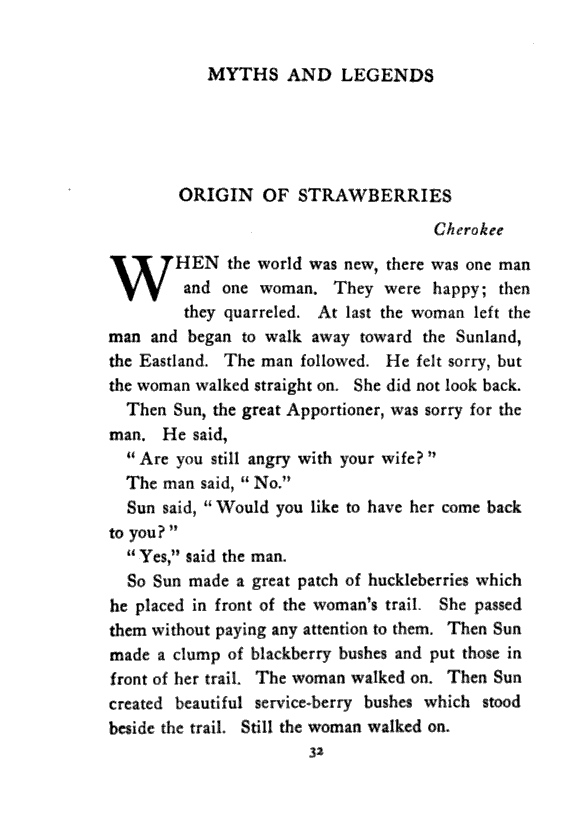 MYTHS AND LEGENDS
ORIGIN OF STRAWBERRIES
Cherokee
WHEN the world was new, there was one man
and one woman. They were happy; then
they quarreled. At last the woman left the
man and began to walk away toward the Sunland,
the Eastland. The man followed. He felt sorry, but
the woman walked straight on. She did not look back.
Then Sun, the great Apportioner, was sorry for the
man. He said,
“Are you still angry with your wife?”
The man said, “No.”
Sun said, “Would you like to have her come back
to you?”
“Yes,” said the man.
So Sun made a great patch of huckleberries which
he placed in front of the woman’s trail. She passed
them without paying any attention to them. Then Sun
made a clump of blackberry bushes and put those in
front of her trail. The woman walked on. Then Sun
created beautiful service-berry bushes which stood
beside the trail. Still the woman walked on.
32